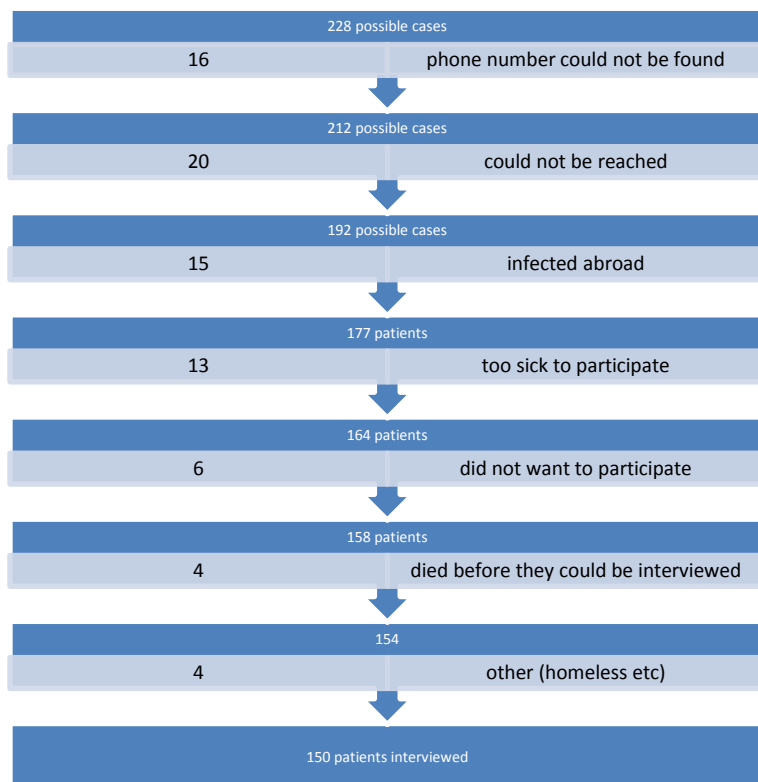 228 possible cases
16 phone number could not be found
212 possible cases
20 could not be reached
192 possible cases
15 infected abroad
177 patients
13 too sick to participate
164 patients
6 did not want to participate
158 patients
4 died before they could be interviewed
154
4 other (homeless etc)
150 patients interviewed